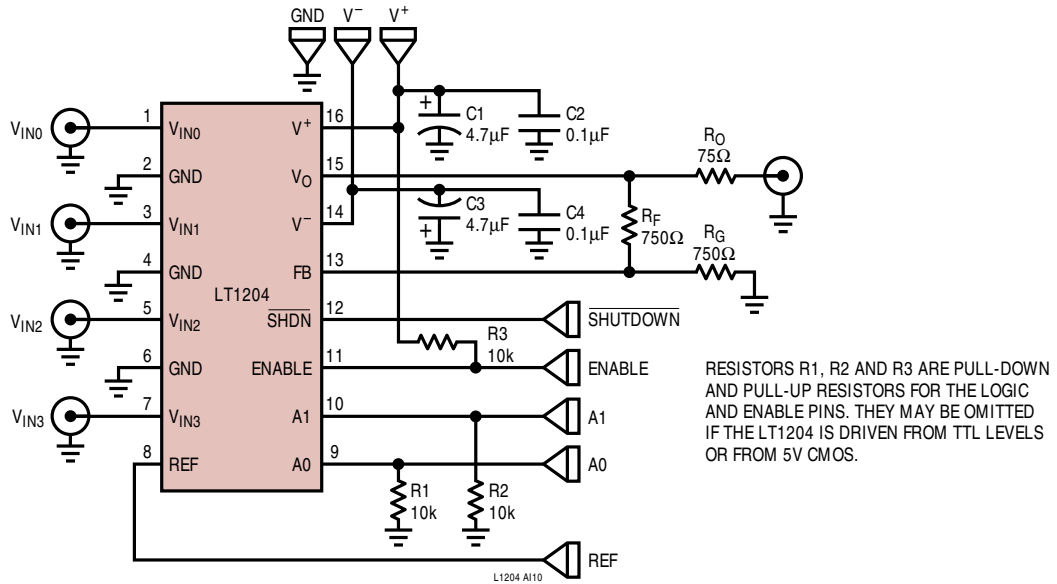 GND V⁻ V⁺
C1
4.7µF
+
C2
0.1µF
R_O
75Ω
V_IN0
1
V_IN0
V⁺
16
2
GND
V_O
15
V_IN1
3
V_IN1
V⁻
14
C3
4.7µF
+
C4
0.1µF
R_F
750Ω
R_G
750Ω
4
GND
FB
13
LT1204
V_IN2
5
V_IN2
S̅H̅D̅N̅
12
S̅H̅U̅T̅D̅O̅W̅N̅
R3
10k
6
GND
ENABLE
11
ENABLE
V_IN3
7
V_IN3
A1
10
A1
8
REF
A0
9
A0
R1
10k
R2
10k
REF
L1204 AI10
RESISTORS R1, R2 AND R3 ARE PULL-DOWN
AND PULL-UP RESISTORS FOR THE LOGIC
AND ENABLE PINS. THEY MAY BE OMITTED
IF THE LT1204 IS DRIVEN FROM TTL LEVELS
OR FROM 5V CMOS.